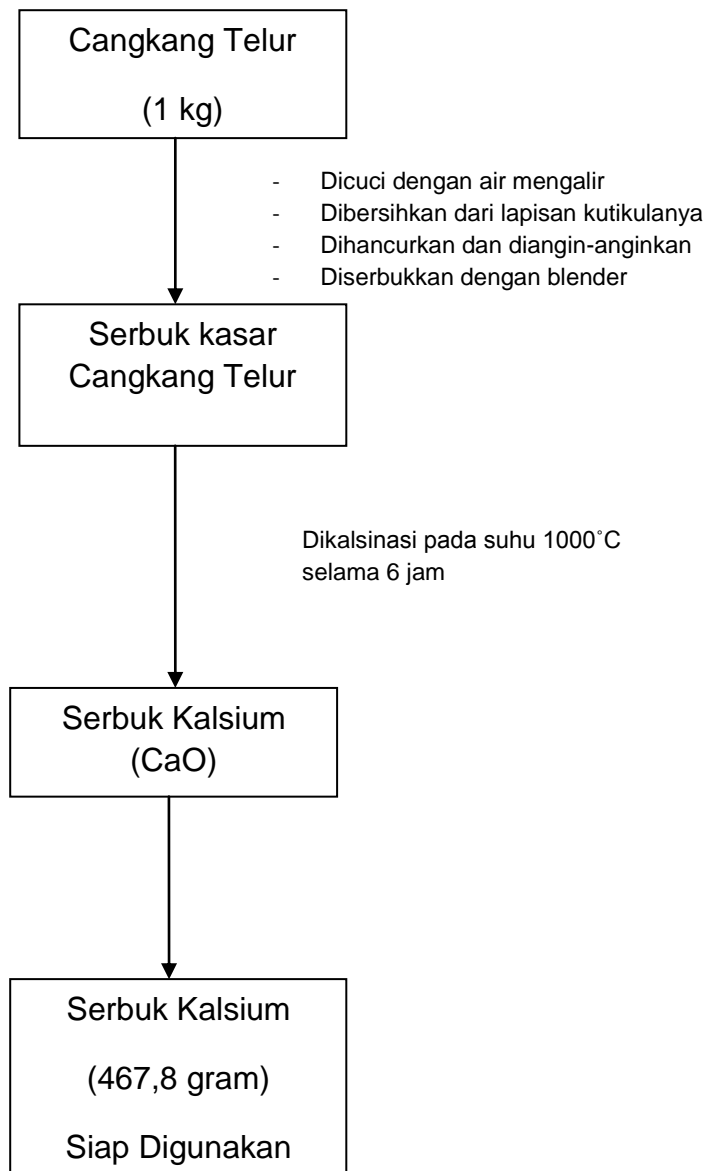 Cangkang Telur
(1 kg)
- Dicuci dengan air mengalir
- Dibersihkan dari lapisan kutikulanya
- Dihancurkan dan diangin-anginkan
- Diserbukkan dengan blender
Serbuk kasar
Cangkang Telur
Dikalsinasi pada suhu 1000˚C
selama 6 jam
Serbuk Kalsium
(CaO)
Serbuk Kalsium
(467,8 gram)
Siap Digunakan